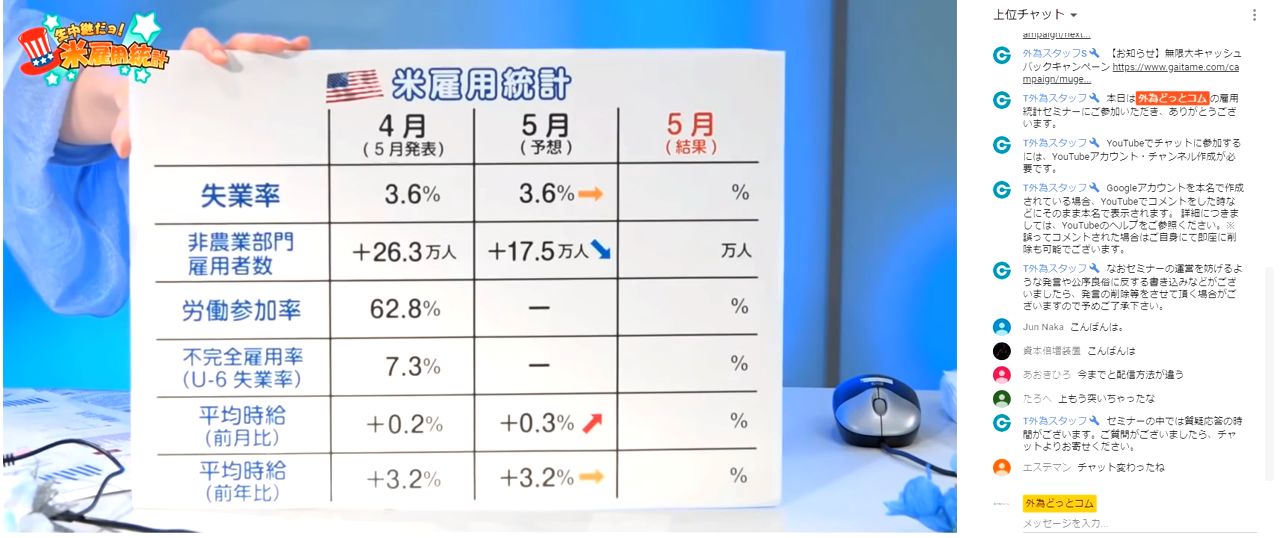 生中継だョ!
米雇用統計
米雇用統計
4月
(5月発表)
5月
(予想)
5月
(結果)
失業率
3.6%
3.6%
%
非農業部門
雇用者数
+26.3万人
+17.5万人
万人
労働参加率
62.8%
—
%
不完全雇用率
(U-6 失業率)
7.3%
—
%
平均時給
(前月比)
+0.2%
+0.3%
%
平均時給
(前年比)
+3.2%
+3.2%
%
上位チャット
ampaign/next...
外為スタッフS 【お知らせ】無限大キャッシュ
バックキャンペーン https://www.gaitame.com/ca
mpaign/muge...
T外為スタッフ 本日は外為どっとコムの雇用
統計セミナーにご参加いただき、ありがとうござ
います。
T外為スタッフ YouTubeでチャットに参加する
には、YouTubeアカウント・チャンネル作成が必
要です。
T外為スタッフ Googleアカウントを本名で作成
されている場合、YouTubeでコメントをした時な
どにそのまま本名で表示されます。 詳細につきま
しては、YouTubeのヘルプをご参照ください。※
誤ってコメントされた場合はご自身にて即座に削
除も可能でございます。
T外為スタッフ なおセミナーの運営を妨げるよ
うな発言や公序良俗に反する書き込みなどがござ
いましたら、発言の削除等をさせて頂く場合がご
ざいますので予めご了承下さい。
Jun Naka こんばんは。
資本倍増装置 こんばんは
あおきひろ 今までと配信方法が違う
たろへ 上もう突いちゃったな
T外為スタッフ セミナーの中では質疑応答の時
間がございます。ご質問がございましたら、チャ
ットよりお寄せください。
エステマン チャット変わったね
外為どっとコム
メッセージを入力...